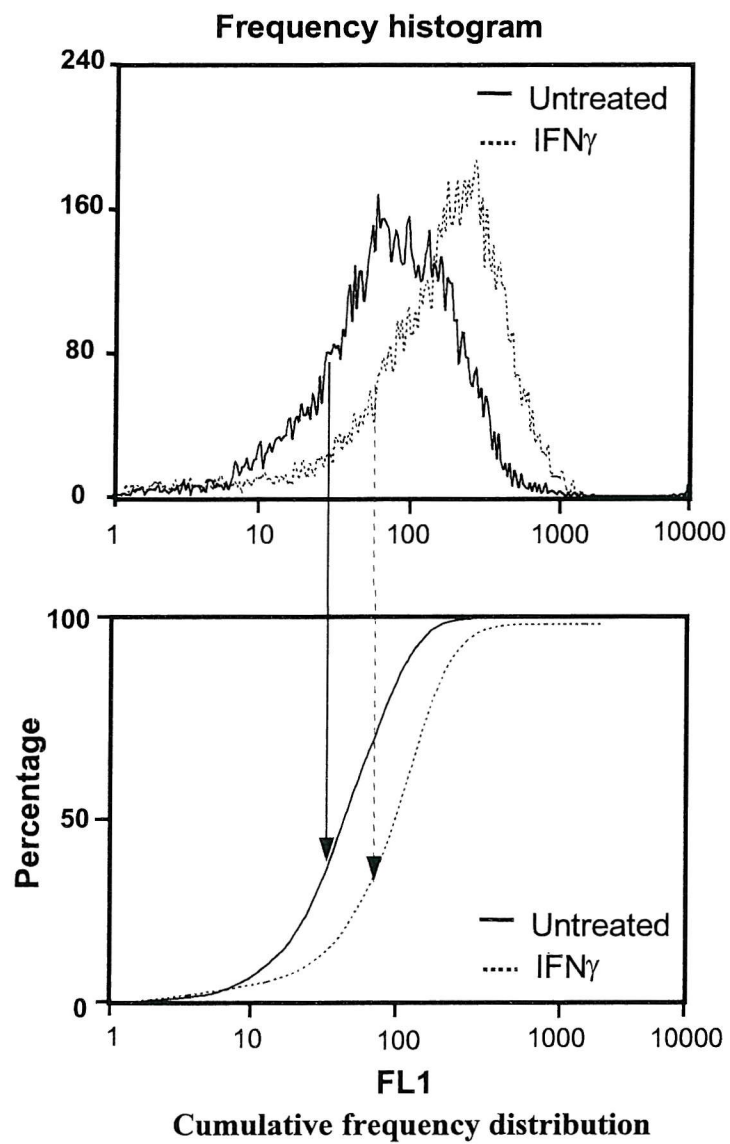 Frequency histogram
240
160
80
0
Untreated
IFNγ
1 10 100 1000 10000
100
50
0
Percentage
Untreated
IFNγ
1 10 100 1000 10000
FL1
Cumulative frequency distribution